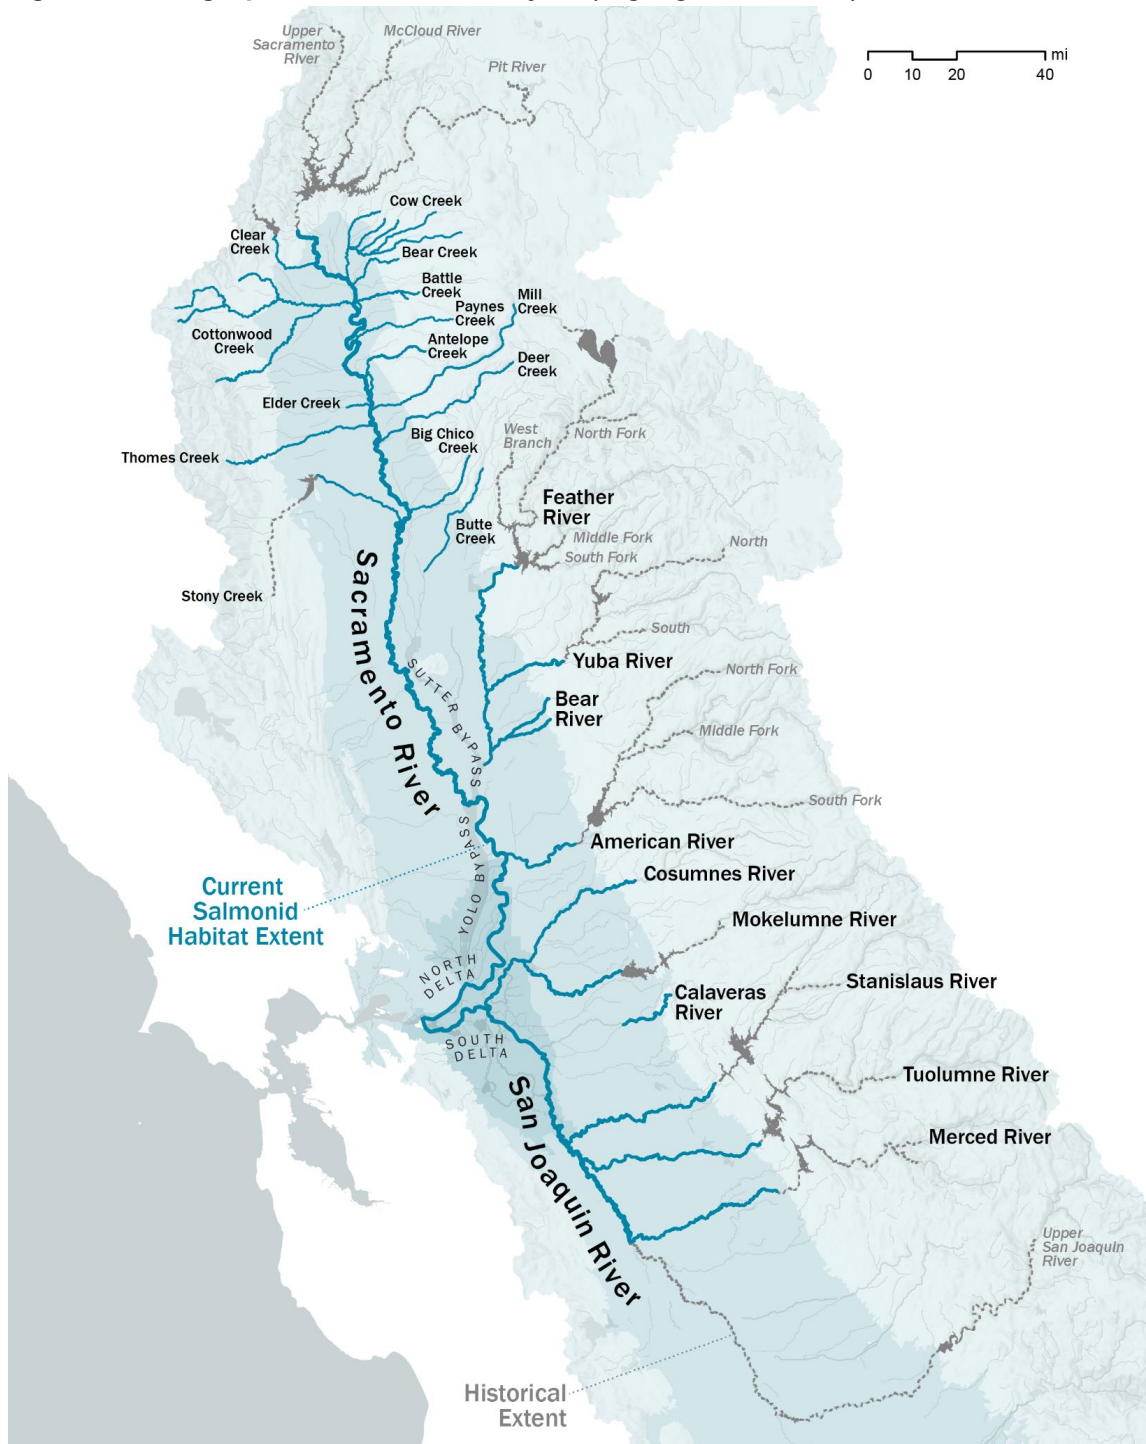 Upper
Sacramento
River
McCloud River
Pit River
mi
0 10 20 40
Cow Creek
Clear
Creek
Bear Creek
Battle
Creek
Mill
Creek
Paynes
Creek
Cottonwood
Creek
Antelope
Creek
Deer
Creek
Elder Creek
Big Chico
Creek
West
Branch
North Fork
Thomes Creek
Feather
River
Butte
Creek
Middle Fork
South Fork
North
Stony Creek
Sacramento River
South
Yuba River
North Fork
SUTTER BYPASS
Bear
River
Middle Fork
South Fork
American River
YOLO BYPASS
Cosumnes River
Current
Salmonid
Habitat Extent
Mokelumne River
NORTH
DELTA
Stanislaus River
Calaveras
River
SOUTH
DELTA
Tuolumne River
San Joaquin River
Merced River
Upper
San Joaquin
River
Historical
Extent